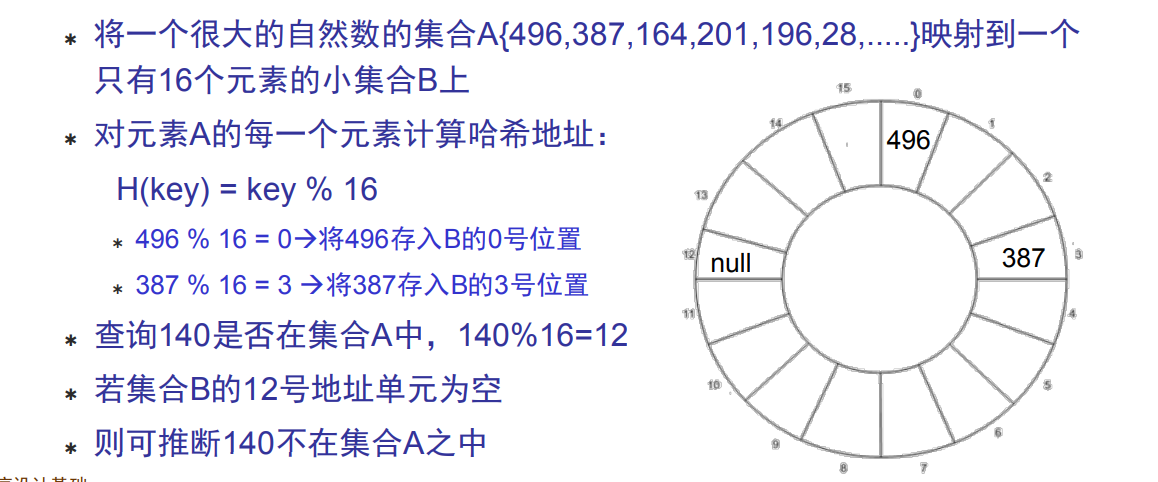 * 将一个很大的自然数的集合A{496,387,164,201,196,28,.....}映射到一个
只有16个元素的小集合B上
* 对元素A的每一个元素计算哈希地址：
H(key) = key % 16
* 496 % 16 = 0→将496存入B的0号位置
* 387 % 16 = 3 →将387存入B的3号位置
* 查询140是否在集合A中，140%16=12
* 若集合B的12号地址单元为空
* 则可推断140不在集合A之中
15
0
14
496
1
13
2
12
null
387
3
11
4
10
5
9
6
8
7